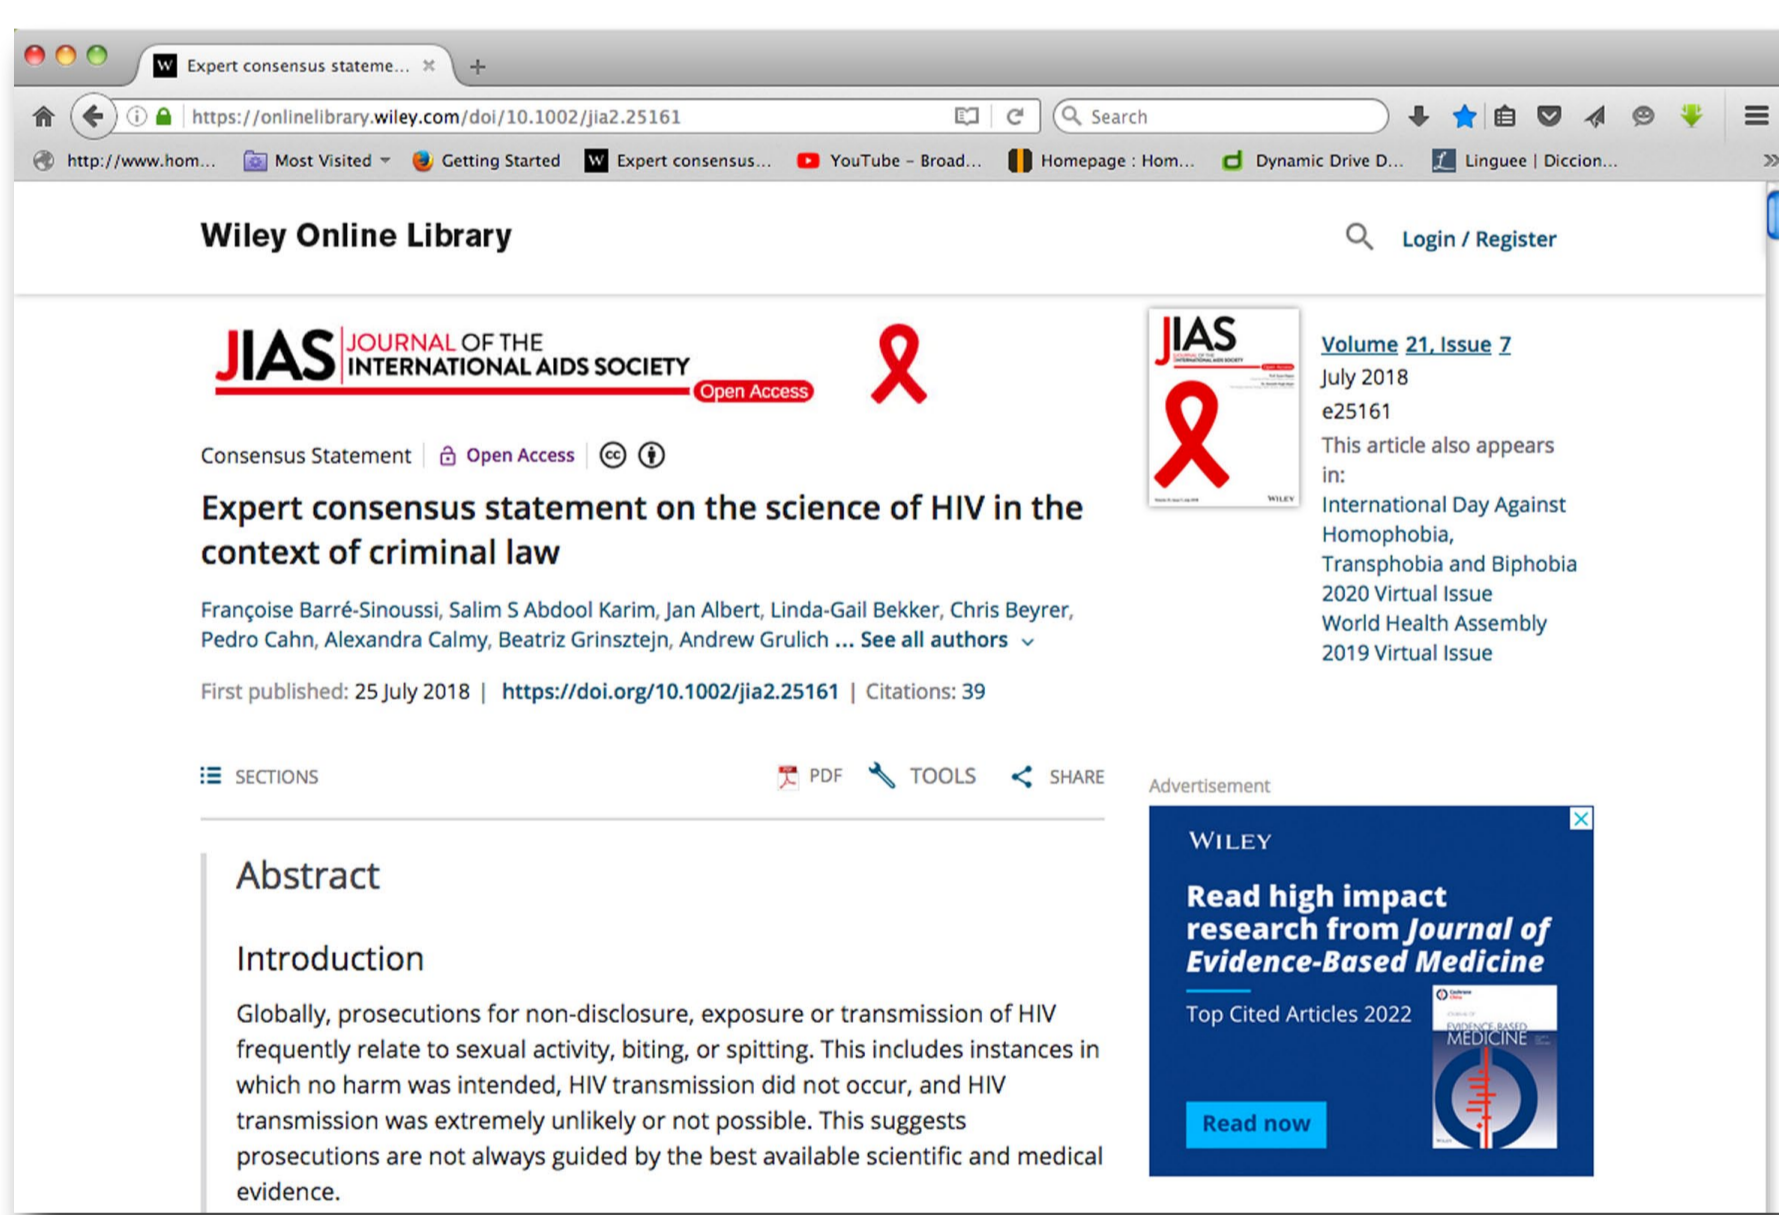 Expert consensus stateme...
https://onlinelibrary.wiley.com/doi/10.1002/jia2.25161
Search
http://www.hom...
Most Visited
Getting Started
Expert consensus...
YouTube – Broad...
Homepage : Hom...
Dynamic Drive D...
Linguee | Diccion...
Wiley Online Library
Login / Register
JIAS JOURNAL OF THE
INTERNATIONAL AIDS SOCIETY
Open Access
Consensus Statement
Open Access
Expert consensus statement on the science of HIV in the
context of criminal law
Françoise Barré-Sinoussi, Salim S Abdool Karim, Jan Albert, Linda-Gail Bekker, Chris Beyrer,
Pedro Cahn, Alexandra Calmy, Beatriz Grinsztejn, Andrew Grulich ... See all authors
First published: 25 July 2018 | https://doi.org/10.1002/jia2.25161 | Citations: 39
SECTIONS
PDF
TOOLS
SHARE
Abstract
Introduction
Globally, prosecutions for non-disclosure, exposure or transmission of HIV
frequently relate to sexual activity, biting, or spitting. This includes instances in
which no harm was intended, HIV transmission did not occur, and HIV
transmission was extremely unlikely or not possible. This suggests
prosecutions are not always guided by the best available scientific and medical
evidence.
JIAS
WILEY
Volume 21, Issue 7
July 2018
e25161
This article also appears
in:
International Day Against
Homophobia,
Transphobia and Biphobia
2020 Virtual Issue
World Health Assembly
2019 Virtual Issue
Advertisement
WILEY
Read high impact
research from Journal of
Evidence-Based Medicine
Top Cited Articles 2022
EVIDENCE-BASED
MEDICINE
Read now